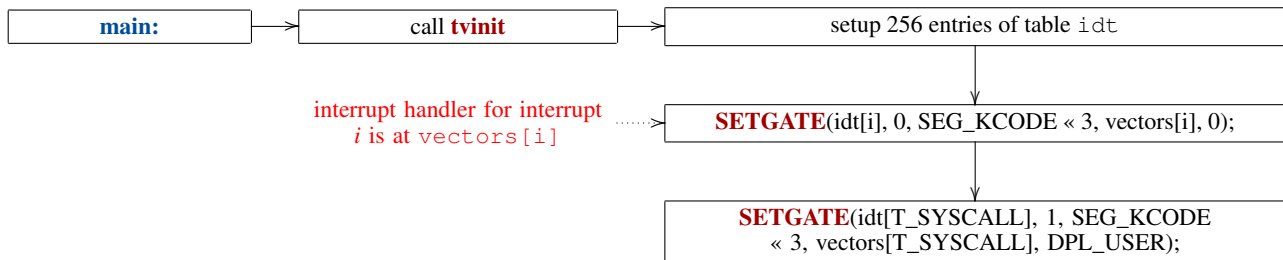 main:
call tvinit
setup 256 entries of table idt
interrupt handler for interrupt
i is at vectors[i]
SETGATE(idt[i], 0, SEG_KCODE « 3, vectors[i], 0);
SETGATE(idt[T_SYSCALL], 1, SEG_KCODE
« 3, vectors[T_SYSCALL], DPL_USER);